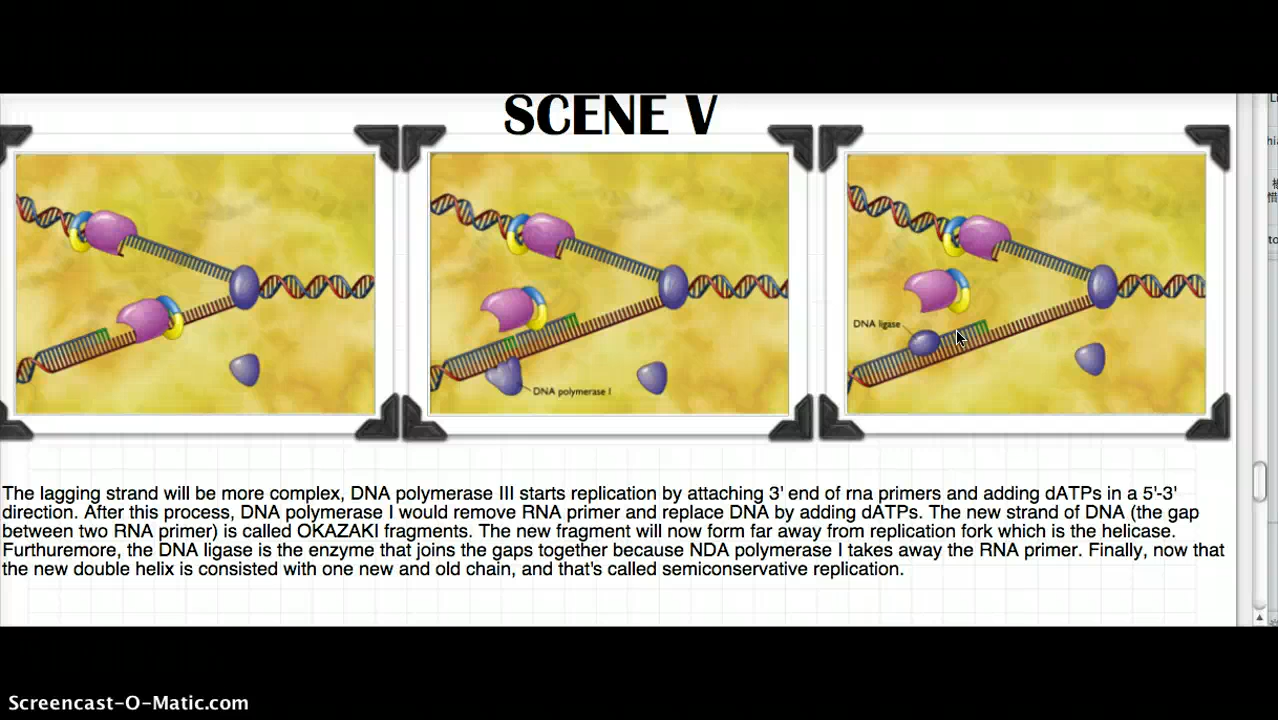 SCENE V
DNA ligase
DNA polymerase I
The lagging strand will be more complex, DNA polymerase III starts replication by attaching 3' end of rna primers and adding dATPs in a 5'-3'
direction. After this process, DNA polymerase I would remove RNA primer and replace DNA by adding dATPs. The new strand of DNA (the gap
between two RNA primer) is called OKAZAKI fragments. The new fragment will now form far away from replication fork which is the helicase.
Furthuremore, the DNA ligase is the enzyme that joins the gaps together because NDA polymerase I takes away the RNA primer. Finally, now that
the new double helix is consisted with one new and old chain, and that's called semiconservative replication.
Screencast-O-Matic.com